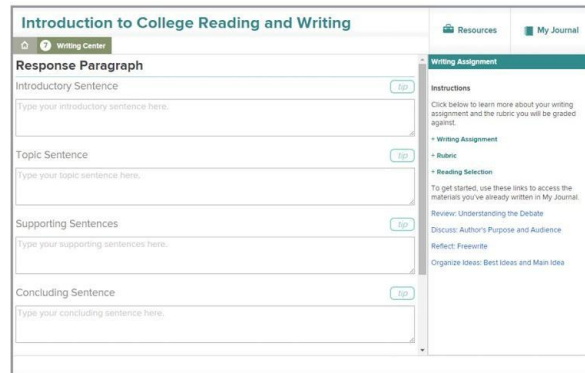 Introduction to College Reading and Writing
Resources
My Journal
7 Writing Center
Response Paragraph
Introductory Sentence
tip
Type your introductory sentence here.
Topic Sentence
tip
Type your topic sentence here.
Supporting Sentences
tip
Type your supporting sentences here.
Concluding Sentence
tip
Type your concluding sentence here.
Writing Assignment
Instructions
Click below to learn more about your writing
assignment and the rubric you will be graded
against.
+ Writing Assignment
+ Rubric
+ Reading Selection
To get started, use these links to access the
materials you've already written in My Journal.
Review: Understanding the Debate
Discuss: Author's Purpose and Audience
Reflect: Freewrite
Organize Ideas: Best Ideas and Main Idea